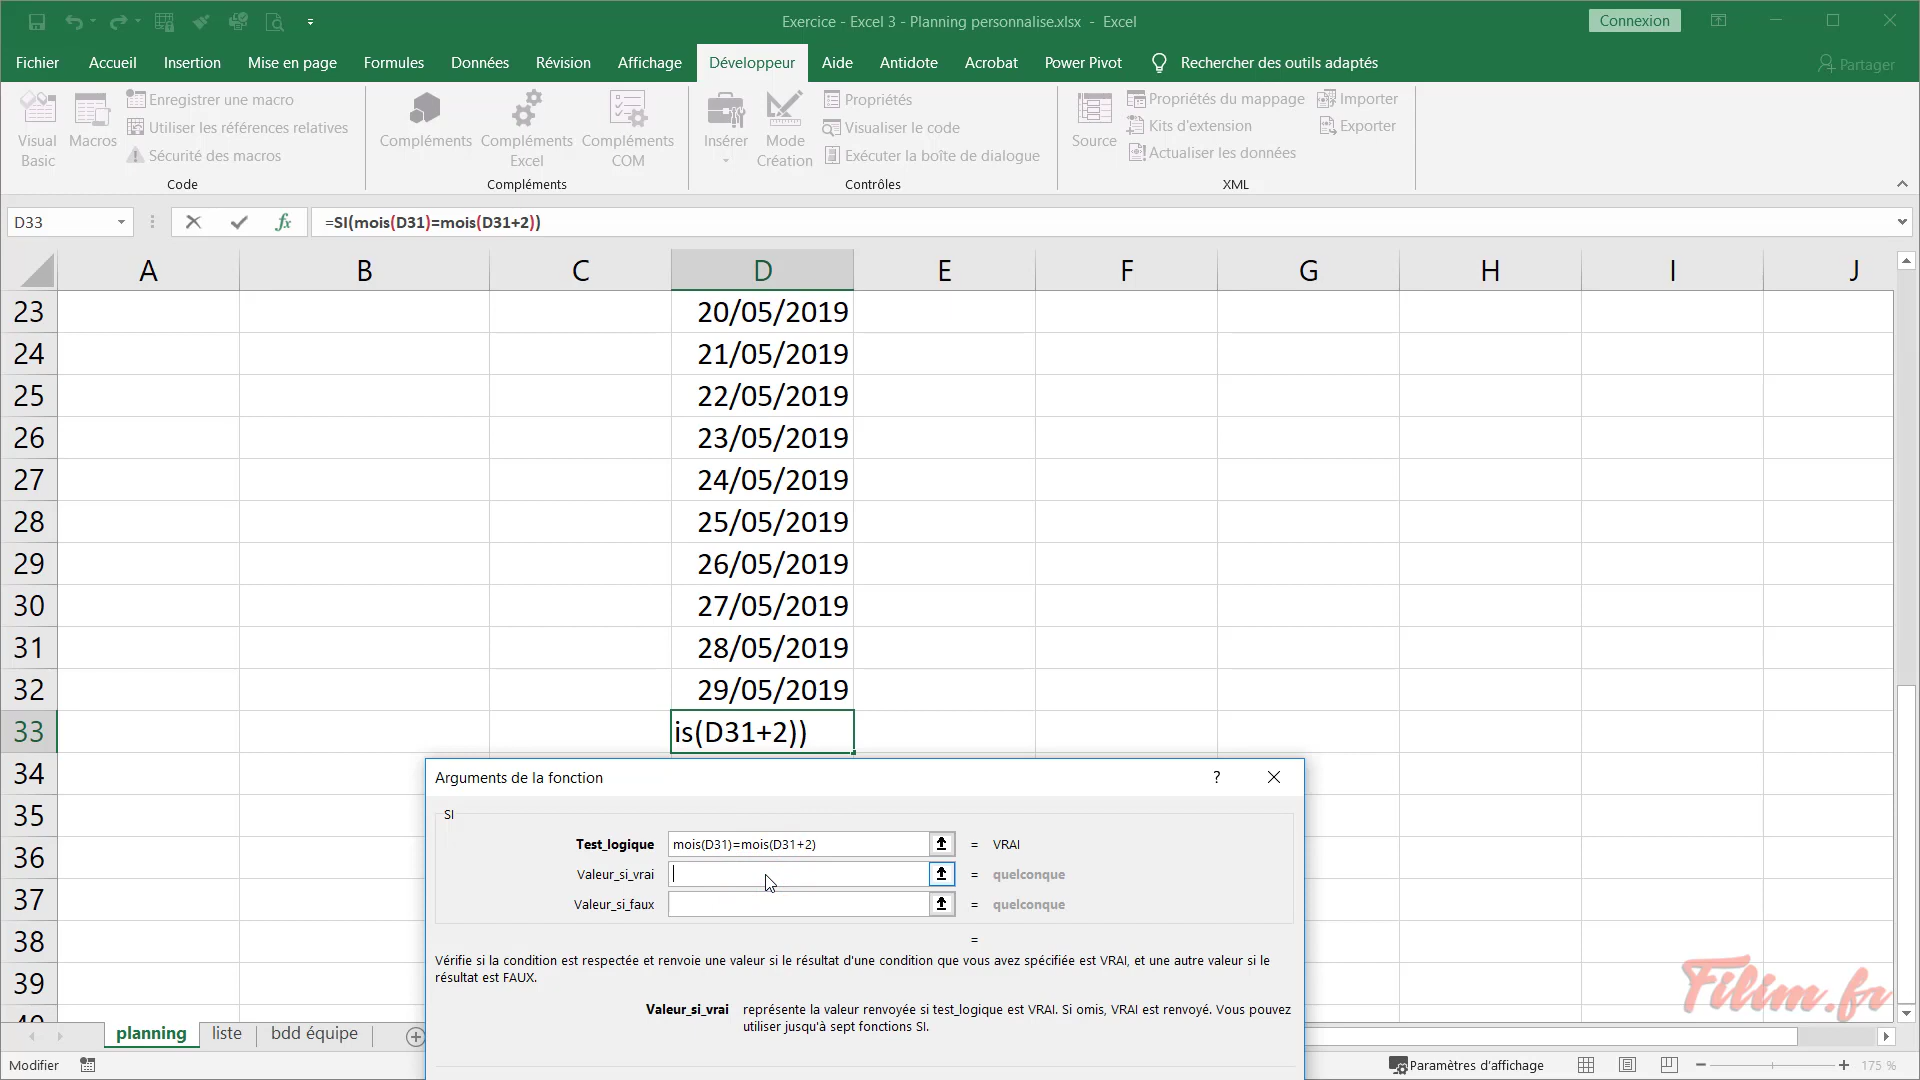 Exercice - Excel 3 - Planning personnalise.xlsx - Excel
Connexion
Fichier Accueil Insertion Mise en page Formules Données Révision Affichage Développeur Aide Antidote Acrobat Power Pivot Rechercher des outils adaptés Partager
Visual Basic
Macros
Enregistrer une macro
Utiliser les références relatives
Sécurité des macros
Code
Compléments
Compléments Excel
Compléments COM
Compléments
Insérer
Mode Création
Propriétés
Visualiser le code
Exécuter la boîte de dialogue
Contrôles
Source
Propriétés du mappage
Kits d'extension
Actualiser les données
Importer
Exporter
XML
D33
fx
=SI(mois(D31)=mois(D31+2))
A B C D E F G H I J
23 20/05/2019
24 21/05/2019
25 22/05/2019
26 23/05/2019
27 24/05/2019
28 25/05/2019
29 26/05/2019
30 27/05/2019
31 28/05/2019
32 29/05/2019
33 is(D31+2))
34
35
36
37
38
39
40
Arguments de la fonction ?
SI
Test_logique mois(D31)=mois(D31+2) = VRAI
Valeur_si_vrai = quelconque
Valeur_si_faux = quelconque
=
Vérifie si la condition est respectée et renvoie une valeur si le résultat d'une condition que vous avez spécifiée est VRAI, et une autre valeur si le
résultat est FAUX.
Valeur_si_vrai représente la valeur renvoyée si test_logique est VRAI. Si omis, VRAI est renvoyé. Vous pouvez
utiliser jusqu'à sept fonctions SI.
Filim.fr
planning liste bdd équipe
Modifier
Paramètres d'affichage
175 %